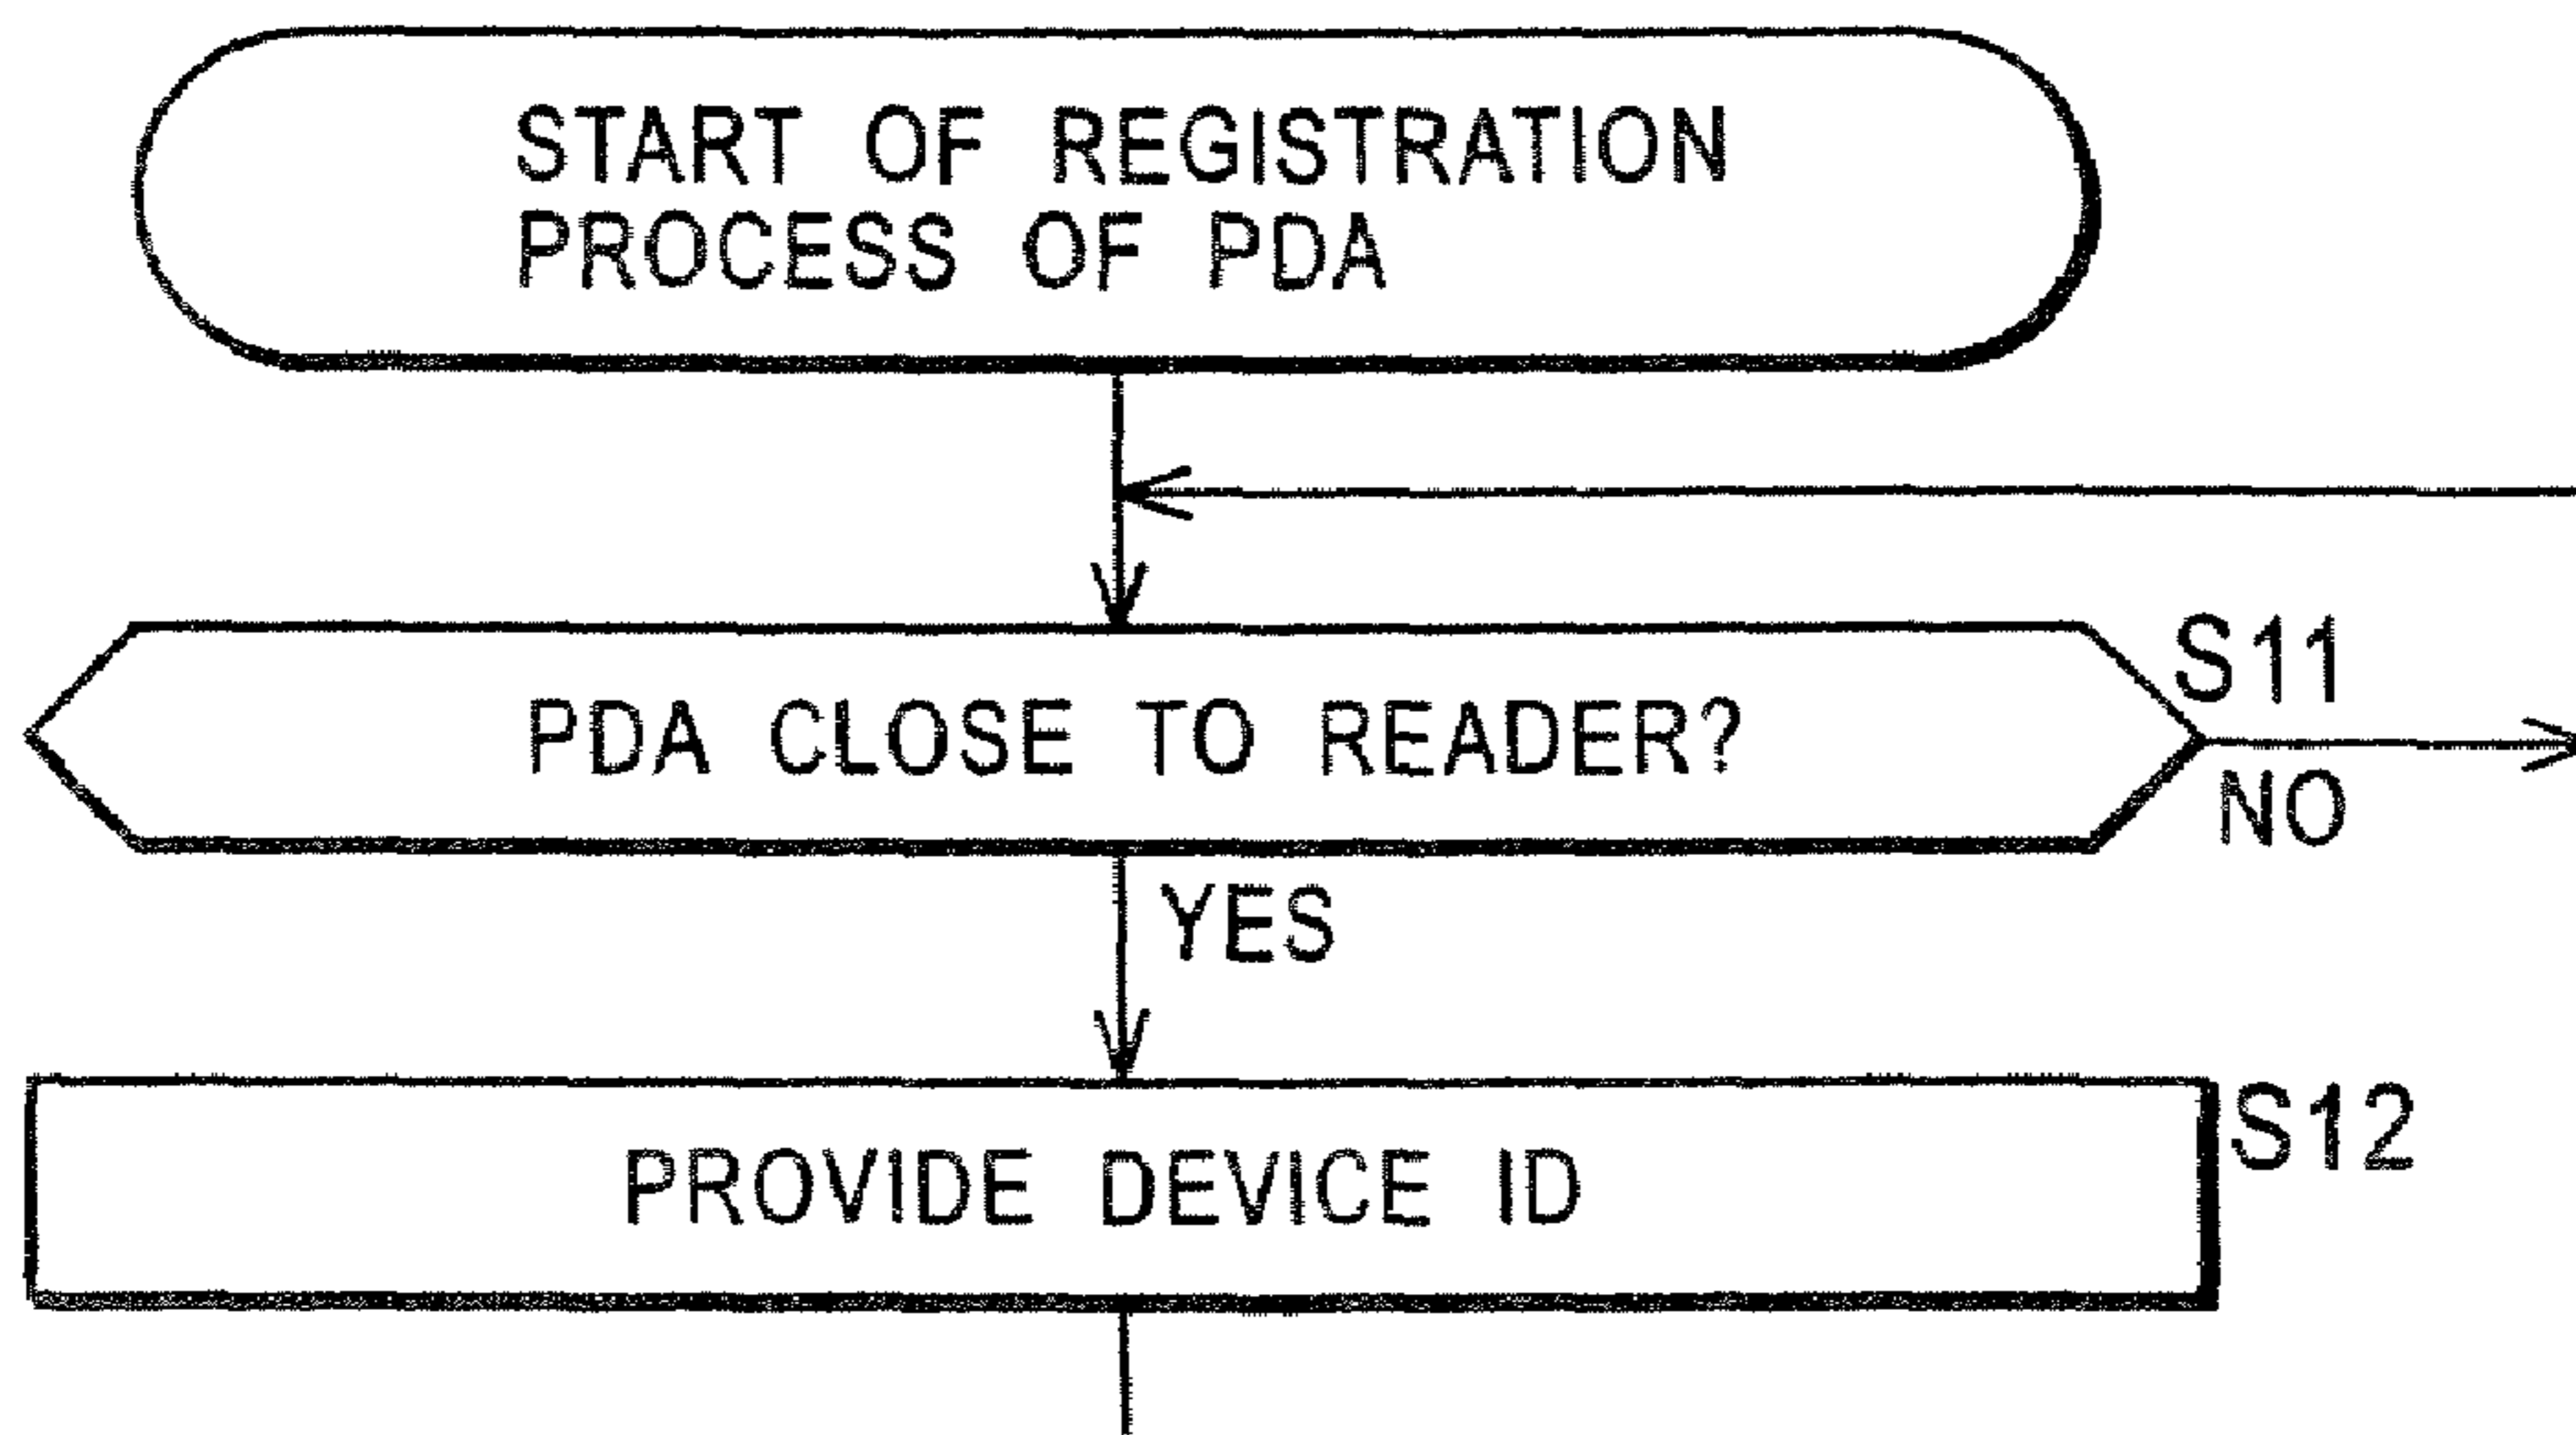 START OF REGISTRATION
PROCESS OF PDA
PDA CLOSE TO READER?
S11
NO
YES
PROVIDE DEVICE ID
S12